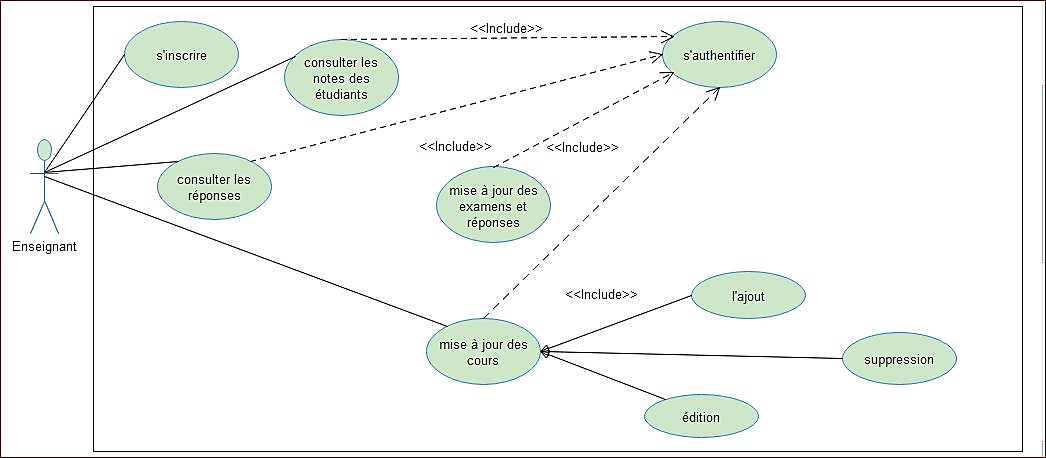 <<Include>>
s'inscrire
consulter les
notes des
étudiants
s'authentifier
<<Include>>
<<Include>>
consulter les
réponses
mise à jour des
examens et
réponses
Enseignant
<<Include>>
l'ajout
mise à jour des
cours
suppression
édition